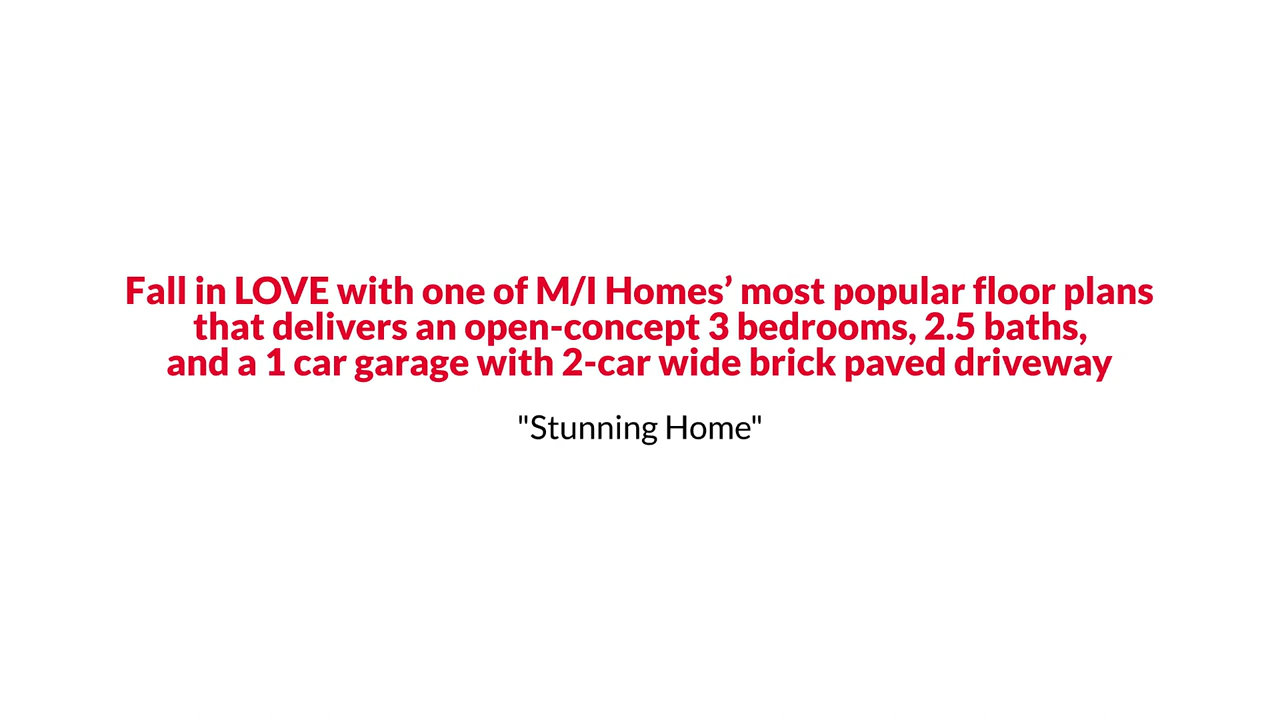 Fall in LOVE with one of M/I Homes’ most popular floor plans
that delivers an open-concept 3 bedrooms, 2.5 baths,
and a 1 car garage with 2-car wide brick paved driveway
"Stunning Home"